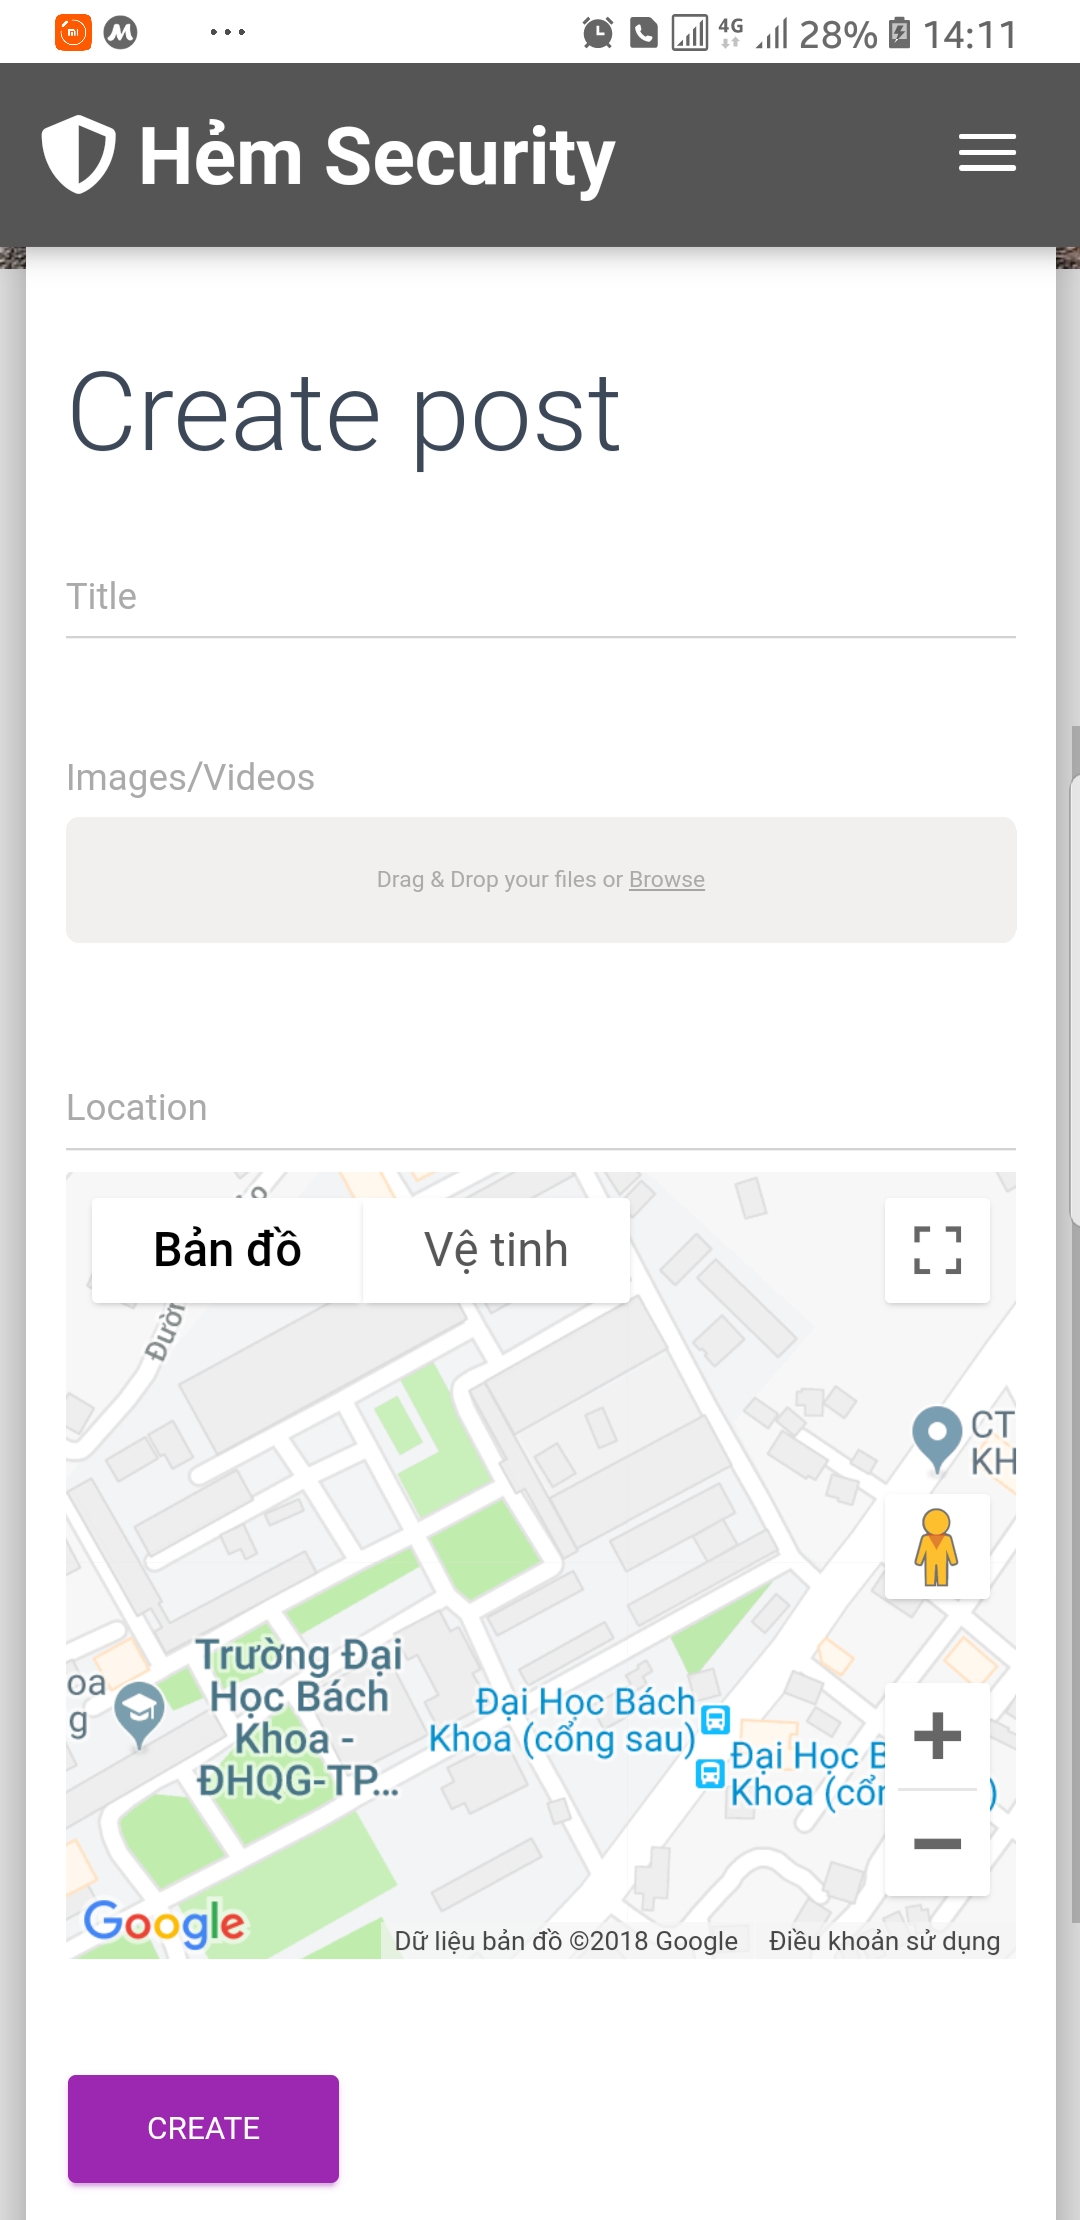 4G 28% 14:11
Hẻm Security
Create post
Title
Images/Videos
Drag & Drop your files or Browse
Location
Bản đồ
Vệ tinh
Đườn
CT
KH
oa
g
Trường Đại
Học Bách
Khoa -
ĐHQG-TP...
Đại Học Bách
Khoa (cổng sau)
Đại Học B
Khoa (cổn
)
Google
Dữ liệu bản đồ ©2018 Google
Điều khoản sử dụng
CREATE